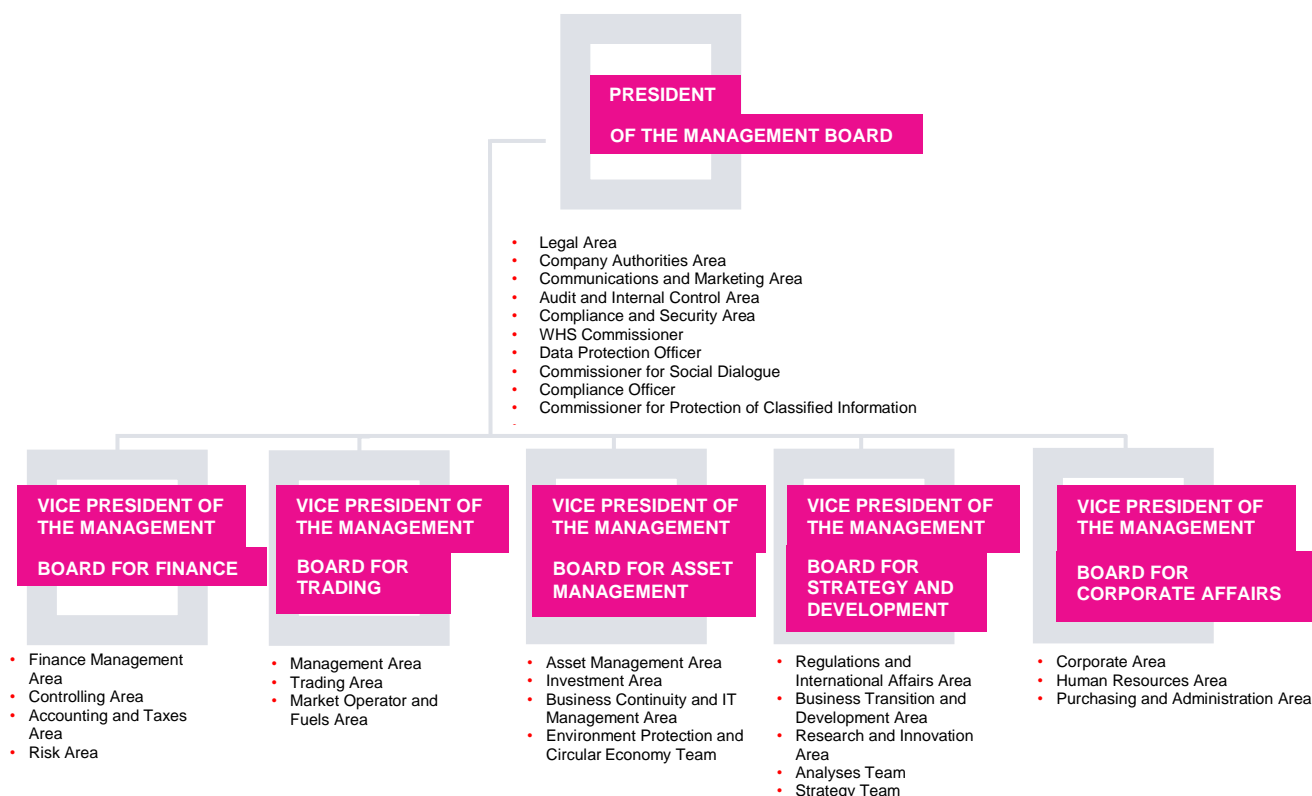 PRESIDENT
OF THE MANAGEMENT BOARD
• Legal Area
• Company Authorities Area
• Communications and Marketing Area
• Audit and Internal Control Area
• Compliance and Security Area
• WHS Commissioner
• Data Protection Officer
• Commissioner for Social Dialogue
• Compliance Officer
• Commissioner for Protection of Classified Information
VICE PRESIDENT OF
THE MANAGEMENT
BOARD FOR FINANCE
• Finance Management
Area
• Controlling Area
• Accounting and Taxes
Area
• Risk Area
VICE PRESIDENT OF
THE MANAGEMENT
BOARD FOR
TRADING
• Management Area
• Trading Area
• Market Operator and
Fuels Area
VICE PRESIDENT OF
THE MANAGEMENT
BOARD FOR ASSET
MANAGEMENT
• Asset Management Area
• Investment Area
• Business Continuity and IT
Management Area
• Environment Protection and
Circular Economy Team
VICE PRESIDENT OF
THE MANAGEMENT
BOARD FOR
STRATEGY AND
DEVELOPMENT
• Regulations and
International Affairs Area
• Business Transition and
Development Area
• Research and Innovation
Area
• Analyses Team
• Strategy Team
VICE PRESIDENT OF
THE MANAGEMENT
BOARD FOR
CORPORATE AFFAIRS
• Corporate Area
• Human Resources Area
• Purchasing and Administration Area